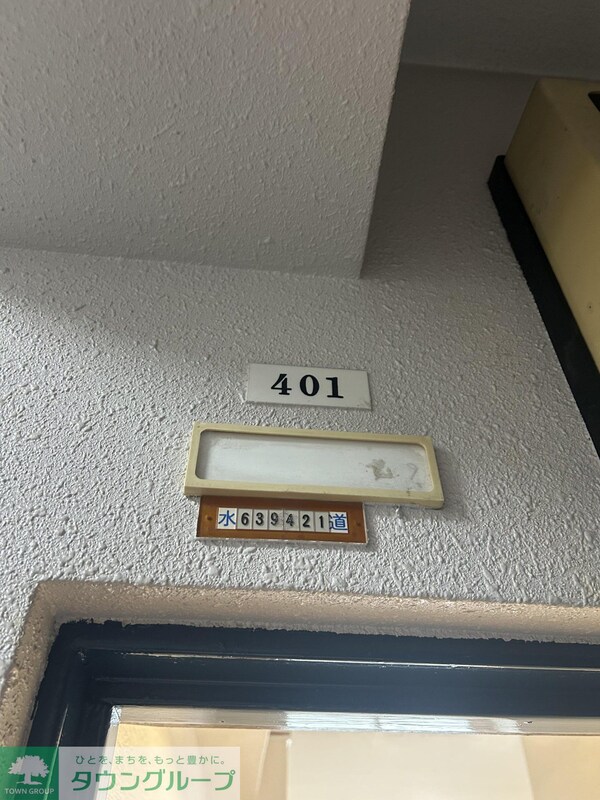 401
水639421道
ひとを、まちを、もっと豊かに。
タウングループ
TOWN GROUP